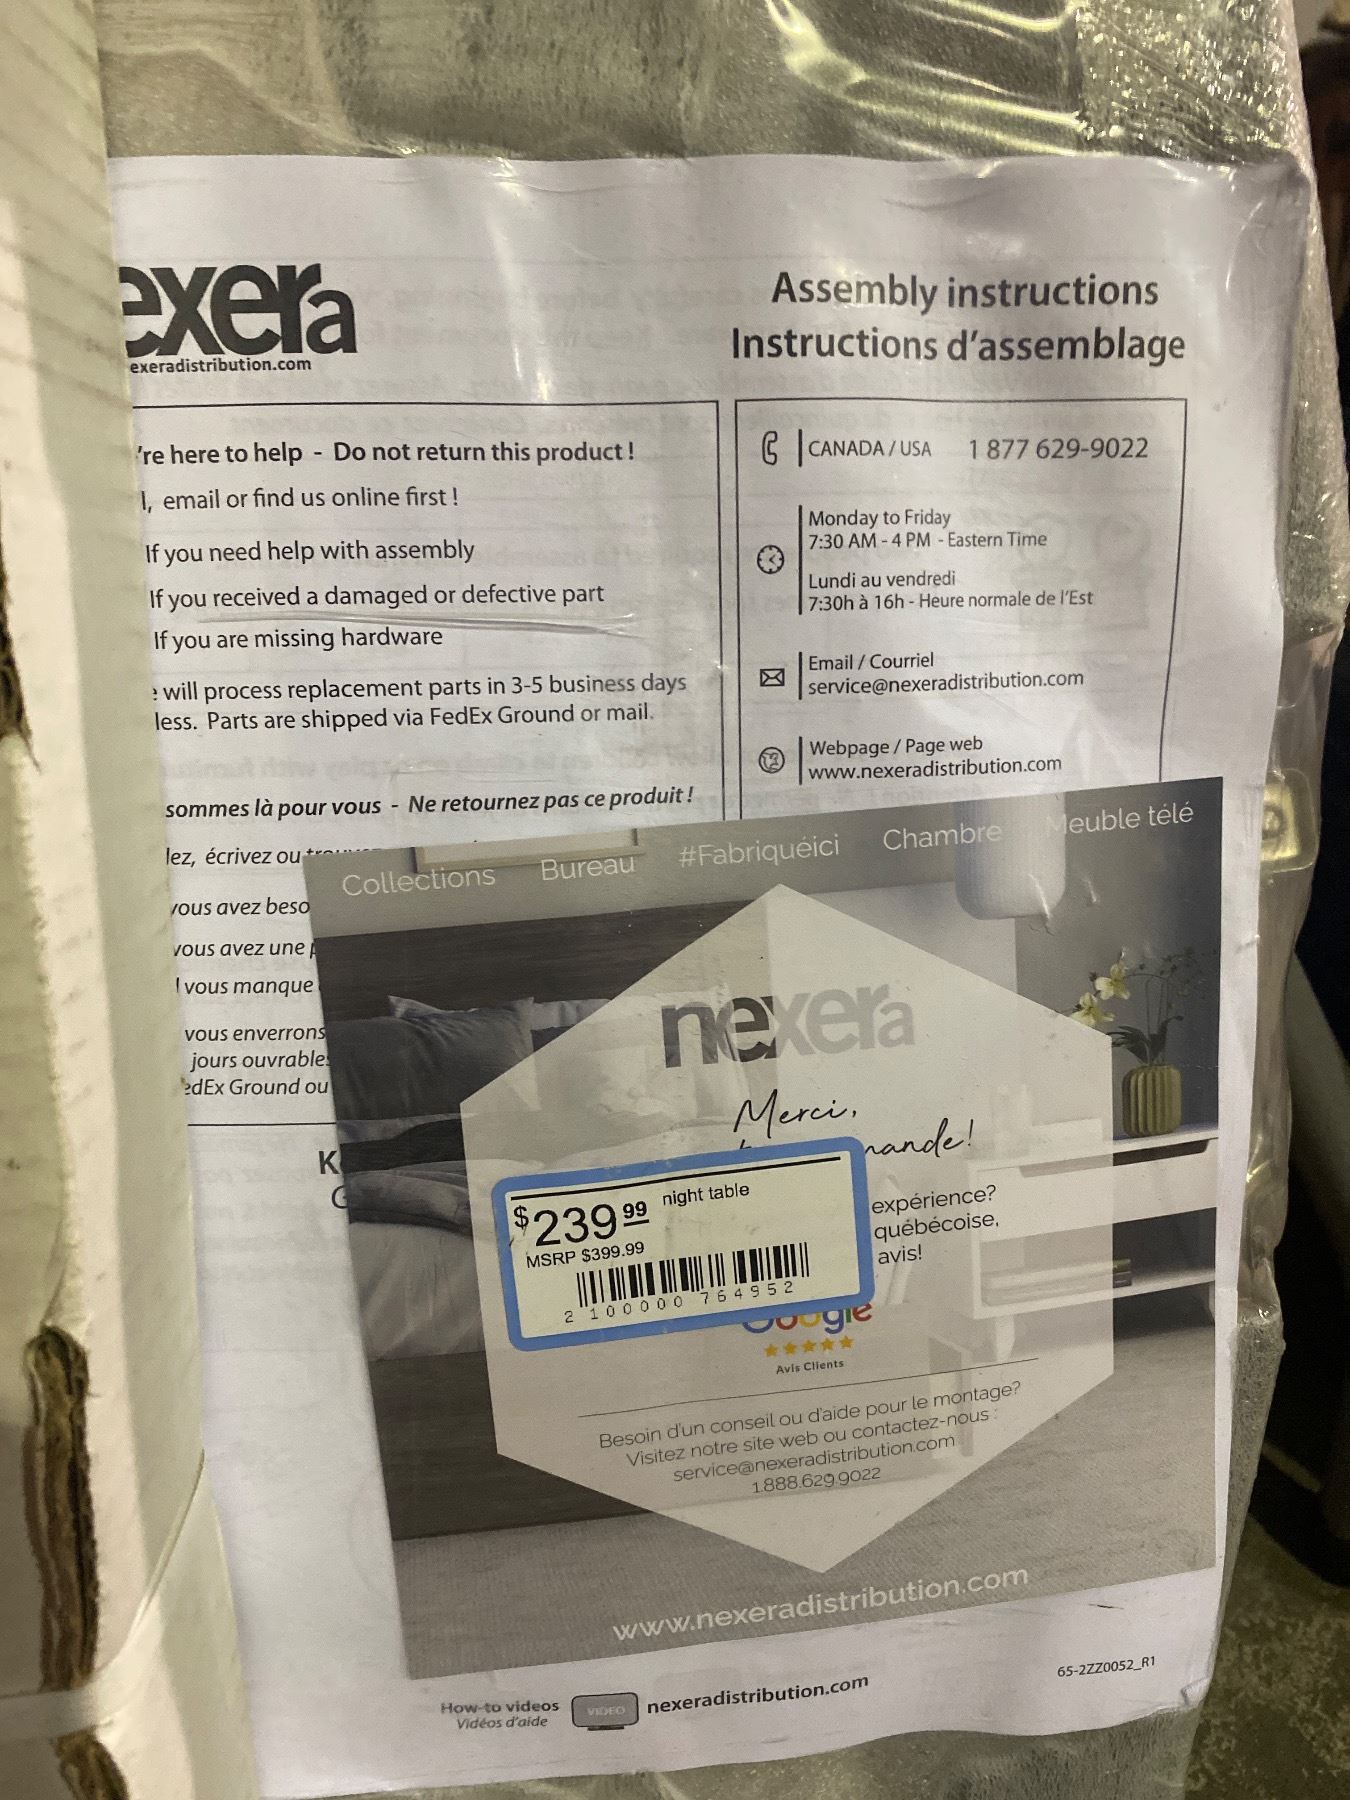 exera
exeradistribution.com
Assembly instructions
Instructions d'assemblage
're here to help - Do not return this product !
l, email or find us online first !
If you need help with assembly
If you received a damaged or defective part
If you are missing hardware
will process replacement parts in 3-5 business days
less. Parts are shipped via FedEx Ground or mail.
sommes là pour vous - Ne retournez pas ce produit !
lez, écrivez ou
vous avez beso
vous avez une
l vous manque
vous enverrons
jours ouvrables
edEx Ground ou
K
G
CANADA / USA 1 877 629-9022
Monday to Friday
7:30 AM - 4 PM - Eastern Time
Lundi au vendredi
7:30h à 16h - Heure normale de l'Est
Email / Courriel
service@nexeradistribution.com
Webpage / Page web
www.nexeradistribution.com
Collections Bureau #Fabriquéici Chambre Meuble télé
nexera
Merci,
mande!
expérience?
québécoise,
avis!
$239 99 night table
MSRP $399.99
2 100000 764952
Google
Avis Clients
Besoin d'un conseil ou d'aide pour le montage?
Visitez notre site web ou contactez-nous :
service@nexeradistribution.com
1.888.629.9022
www.nexeradistribution.com
65-2ZZ0052_R1
How-to videos
Vidéos d'aide
VIDEO
nexeradistribution.com